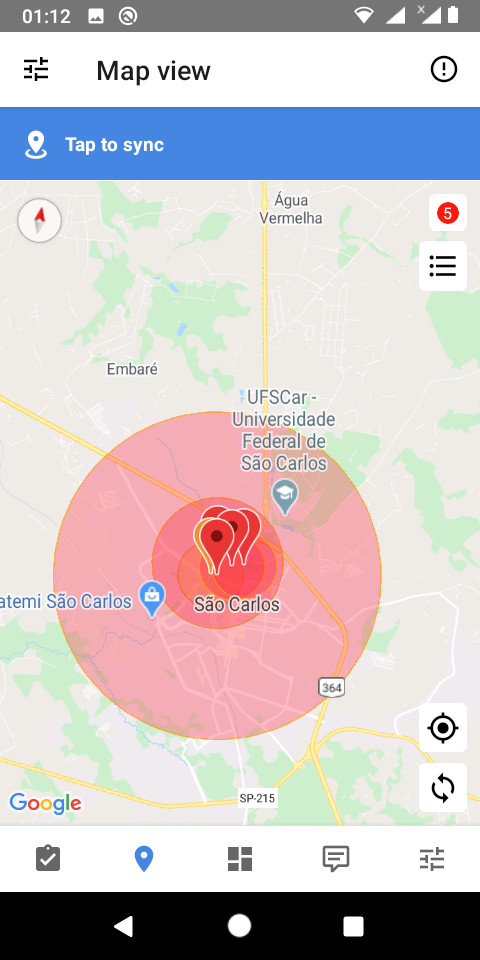 01:12
Map view
Tap to sync
Água
Vermelha
5
Embaré
UFSCar -
Universidade
Federal de
São Carlos
atemi São Carlos
São Carlos
364
SP-215
Google